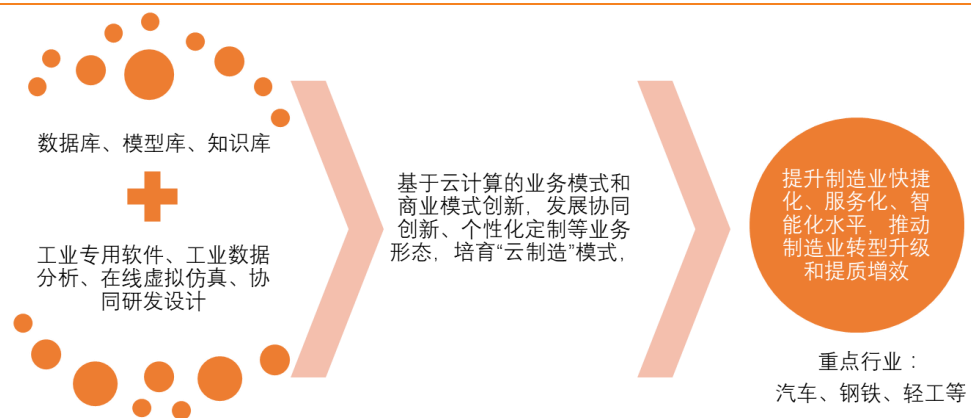 数据库、模型库、知识库
工业专用软件、工业数据
分析、在线虚拟仿真、协
同研发设计
基于云计算的业务模式和
商业模式创新，发展协同
创新、个性化定制等业务
形态，培育“云制造”模式，
提升制造业快捷
化、服务化、智
能化水平，推动
制造业转型升级
和提质增效
重点行业：
汽车、钢铁、轻工等